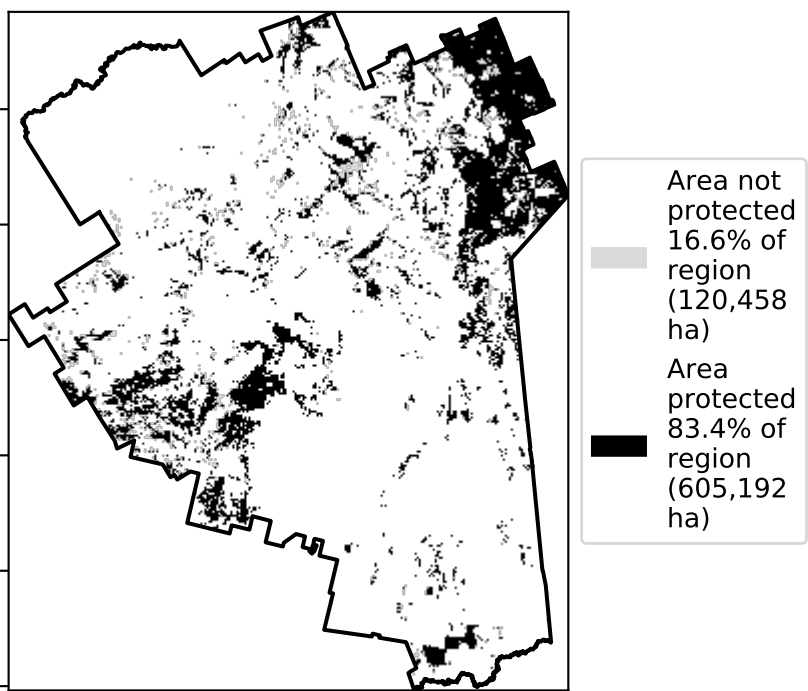 Area not
protected
16.6% of
region
(120,458
ha)
Area
protected
83.4% of
region
(605,192
ha)